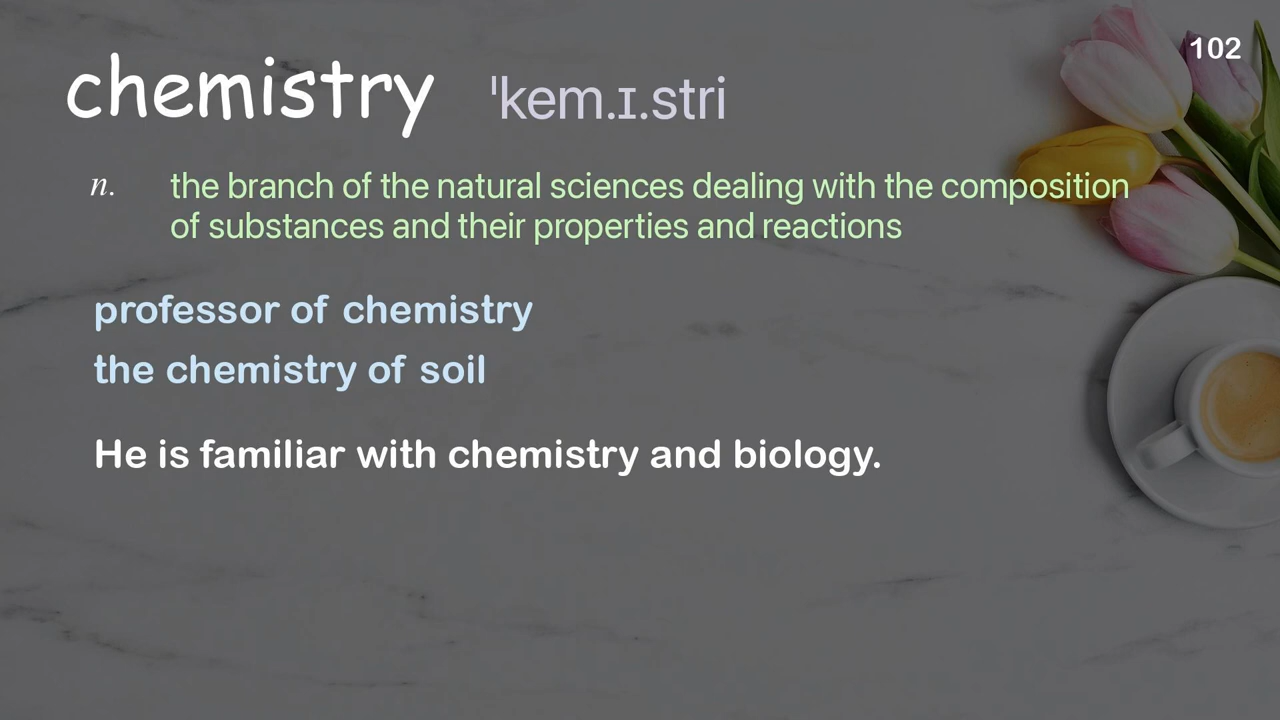 102
chemistry ˈkem.ɪ.stri
n. the branch of the natural sciences dealing with the composition
of substances and their properties and reactions
professor of chemistry
the chemistry of soil
He is familiar with chemistry and biology.